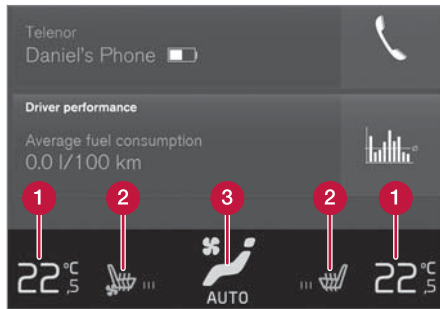 Telenor
Daniel's Phone
Driver performance
Average fuel consumption
0.0 l/100 km
1 2 3 2 1
22,5 °C 22,5 °C
AUTO